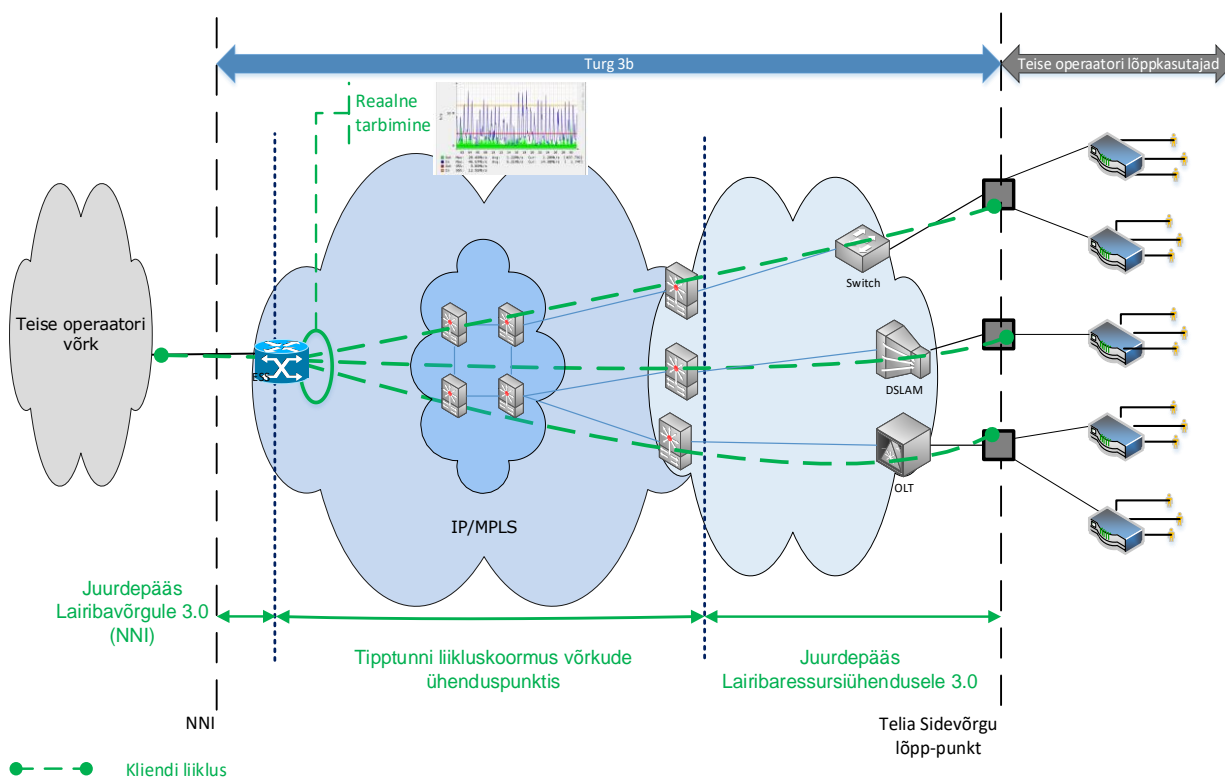 Turg 3b
Teise operaatori lõppkasutajad
Reaalne
tarbimine
Teise operaatori
võrk
ESS
Switch
DSLAM
OLT
IP/MPLS
Juurdepääs
Lairibavõrgule 3.0
(NNI)
Tipptunni liikluskoormus võrkude
ühenduspunktis
Juurdepääs
Lairibaressursiühendusele 3.0
NNI
Telia Sidevõrgu
lõpp-punkt
Kliendi liiklus